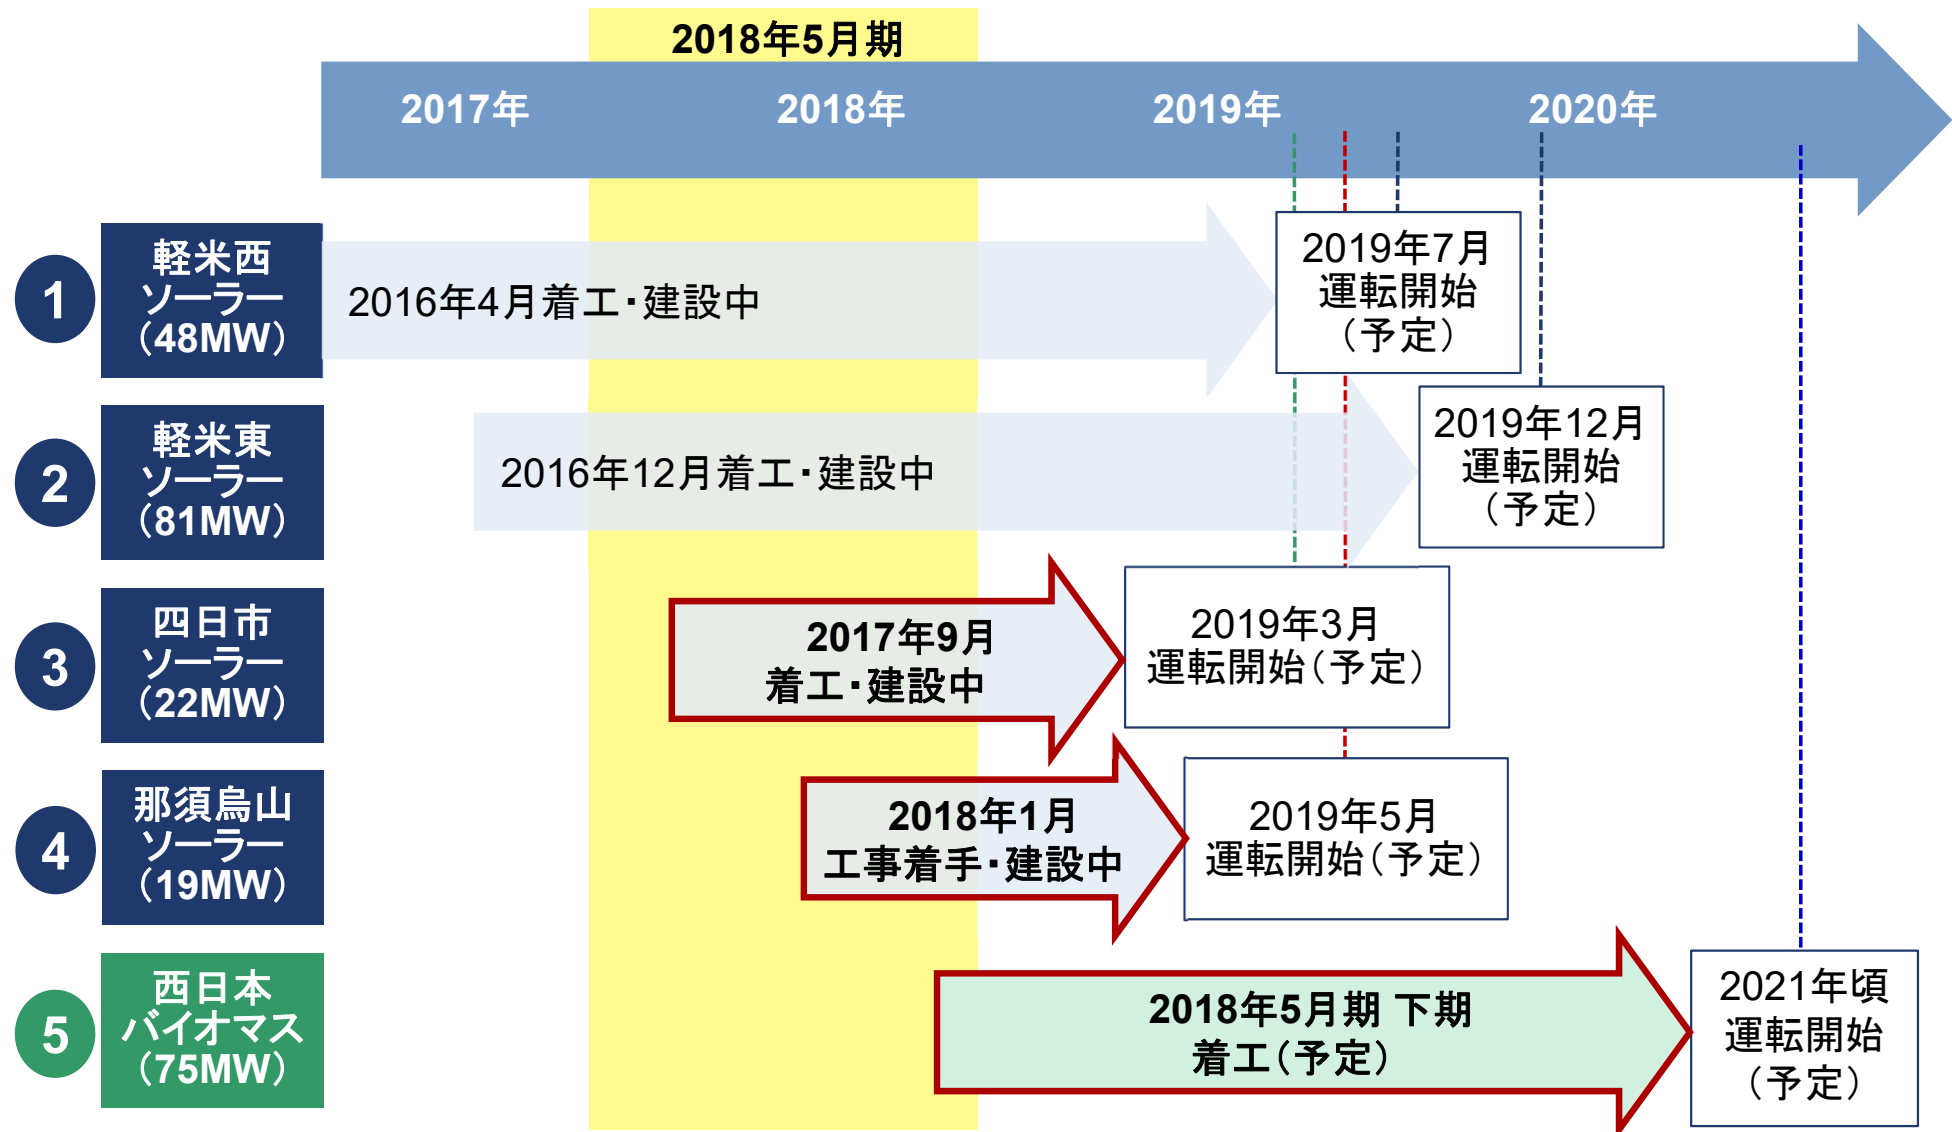 2018年5月期
2017年
2018年
2019年
2020年
1
軽米西
ソーラー
（48MW）
2016年4月着工・建設中
2019年7月
運転開始
（予定）
2
軽米東
ソーラー
（81MW）
2016年12月着工・建設中
2019年12月
運転開始
（予定）
3
四日市
ソーラー
（22MW）
2017年9月
着工・建設中
2019年3月
運転開始（予定）
4
那須烏山
ソーラー
（19MW）
2018年1月
工事着手・建設中
2019年5月
運転開始（予定）
5
西日本
バイオマス
（75MW）
2018年5月期 下期
着工（予定）
2021年頃
運転開始
（予定）